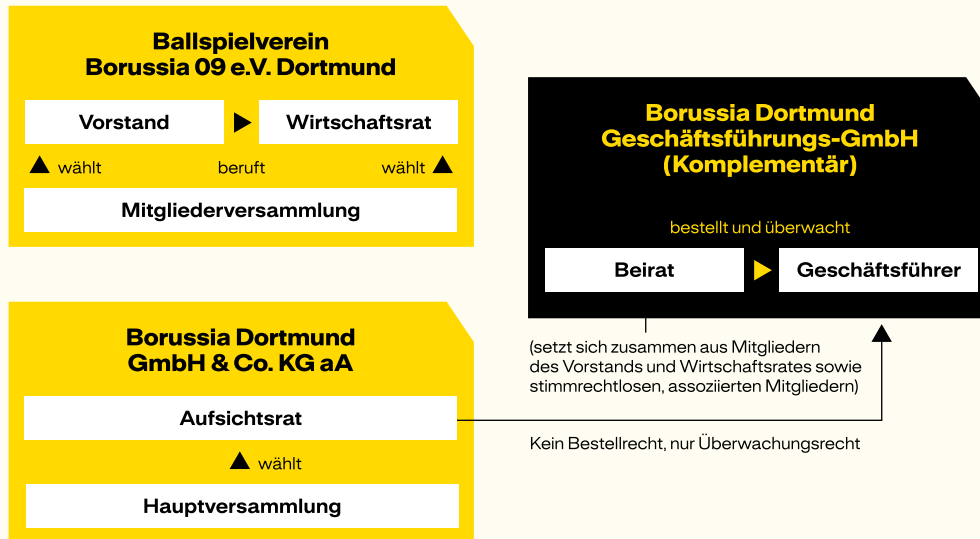 Ballspielverein
Borussia 09 e.V. Dortmund
Vorstand
Wirtschaftsrat
wählt
beruft
wählt
Mitgliederversammlung
Borussia Dortmund
Geschäftsführungs-GmbH
(Komplementär)
bestellt und überwacht
Beirat
Geschäftsführer
(setzt sich zusammen aus Mitgliedern
des Vorstands und Wirtschaftsrates sowie
stimmrechtlosen, assoziierten Mitgliedern)
Borussia Dortmund
GmbH & Co. KG aA
Aufsichtsrat
Kein Bestellrecht, nur Überwachungsrecht
wählt
Hauptversammlung